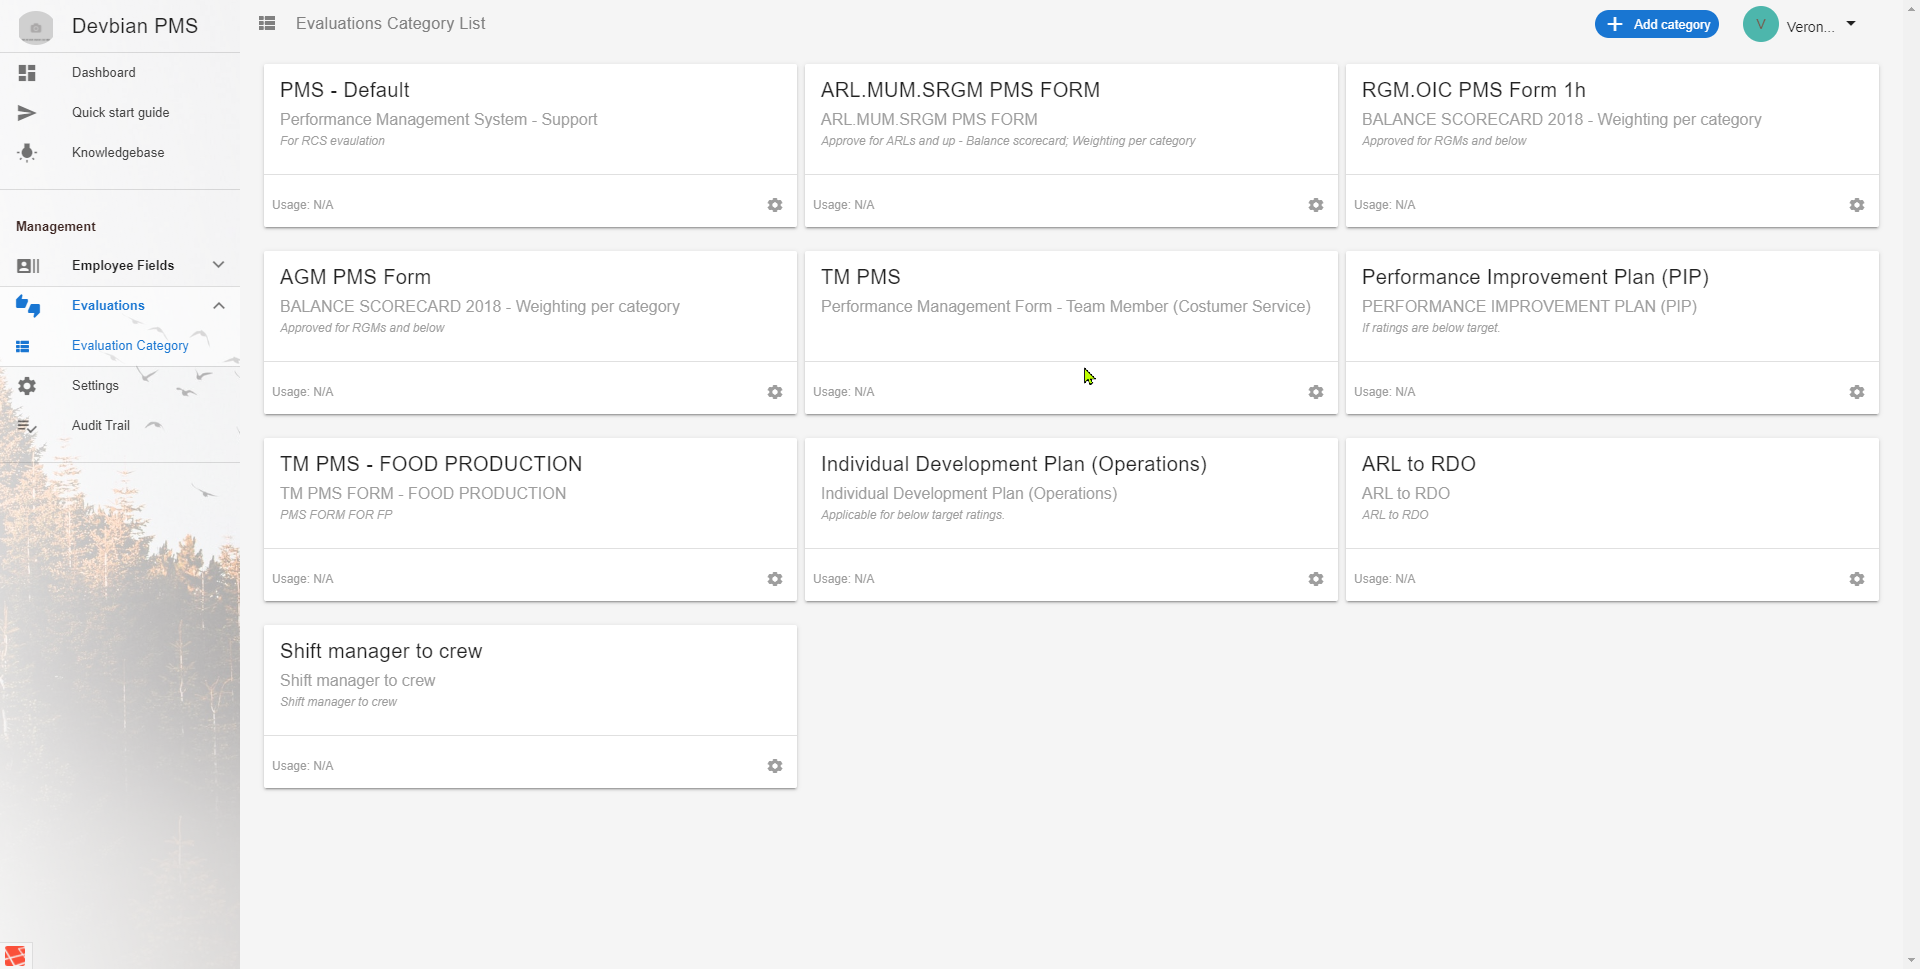 Devbian PMS
Evaluations Category List
Add category
V
Veron...
Dashboard
Quick start guide
Knowledgebase
Management
Employee Fields
Evaluations
Evaluation Category
Settings
Audit Trail
PMS - Default
Performance Management System - Support
For RCS evaulation
Usage: N/A
ARL.MUM.SRGM PMS FORM
ARL.MUM.SRGM PMS FORM
Approve for ARLs and up - Balance scorecard; Weighting per category
Usage: N/A
RGM.OIC PMS Form 1h
BALANCE SCORECARD 2018 - Weighting per category
Approved for RGMs and below
Usage: N/A
AGM PMS Form
BALANCE SCORECARD 2018 - Weighting per category
Approved for RGMs and below
Usage: N/A
TM PMS
Performance Management Form - Team Member (Costumer Service)
Usage: N/A
Performance Improvement Plan (PIP)
PERFORMANCE IMPROVEMENT PLAN (PIP)
If ratings are below target.
Usage: N/A
TM PMS - FOOD PRODUCTION
TM PMS FORM - FOOD PRODUCTION
PMS FORM FOR FP
Usage: N/A
Individual Development Plan (Operations)
Individual Development Plan (Operations)
Applicable for below target ratings.
Usage: N/A
ARL to RDO
ARL to RDO
ARL to RDO
Usage: N/A
Shift manager to crew
Shift manager to crew
Shift manager to crew
Usage: N/A